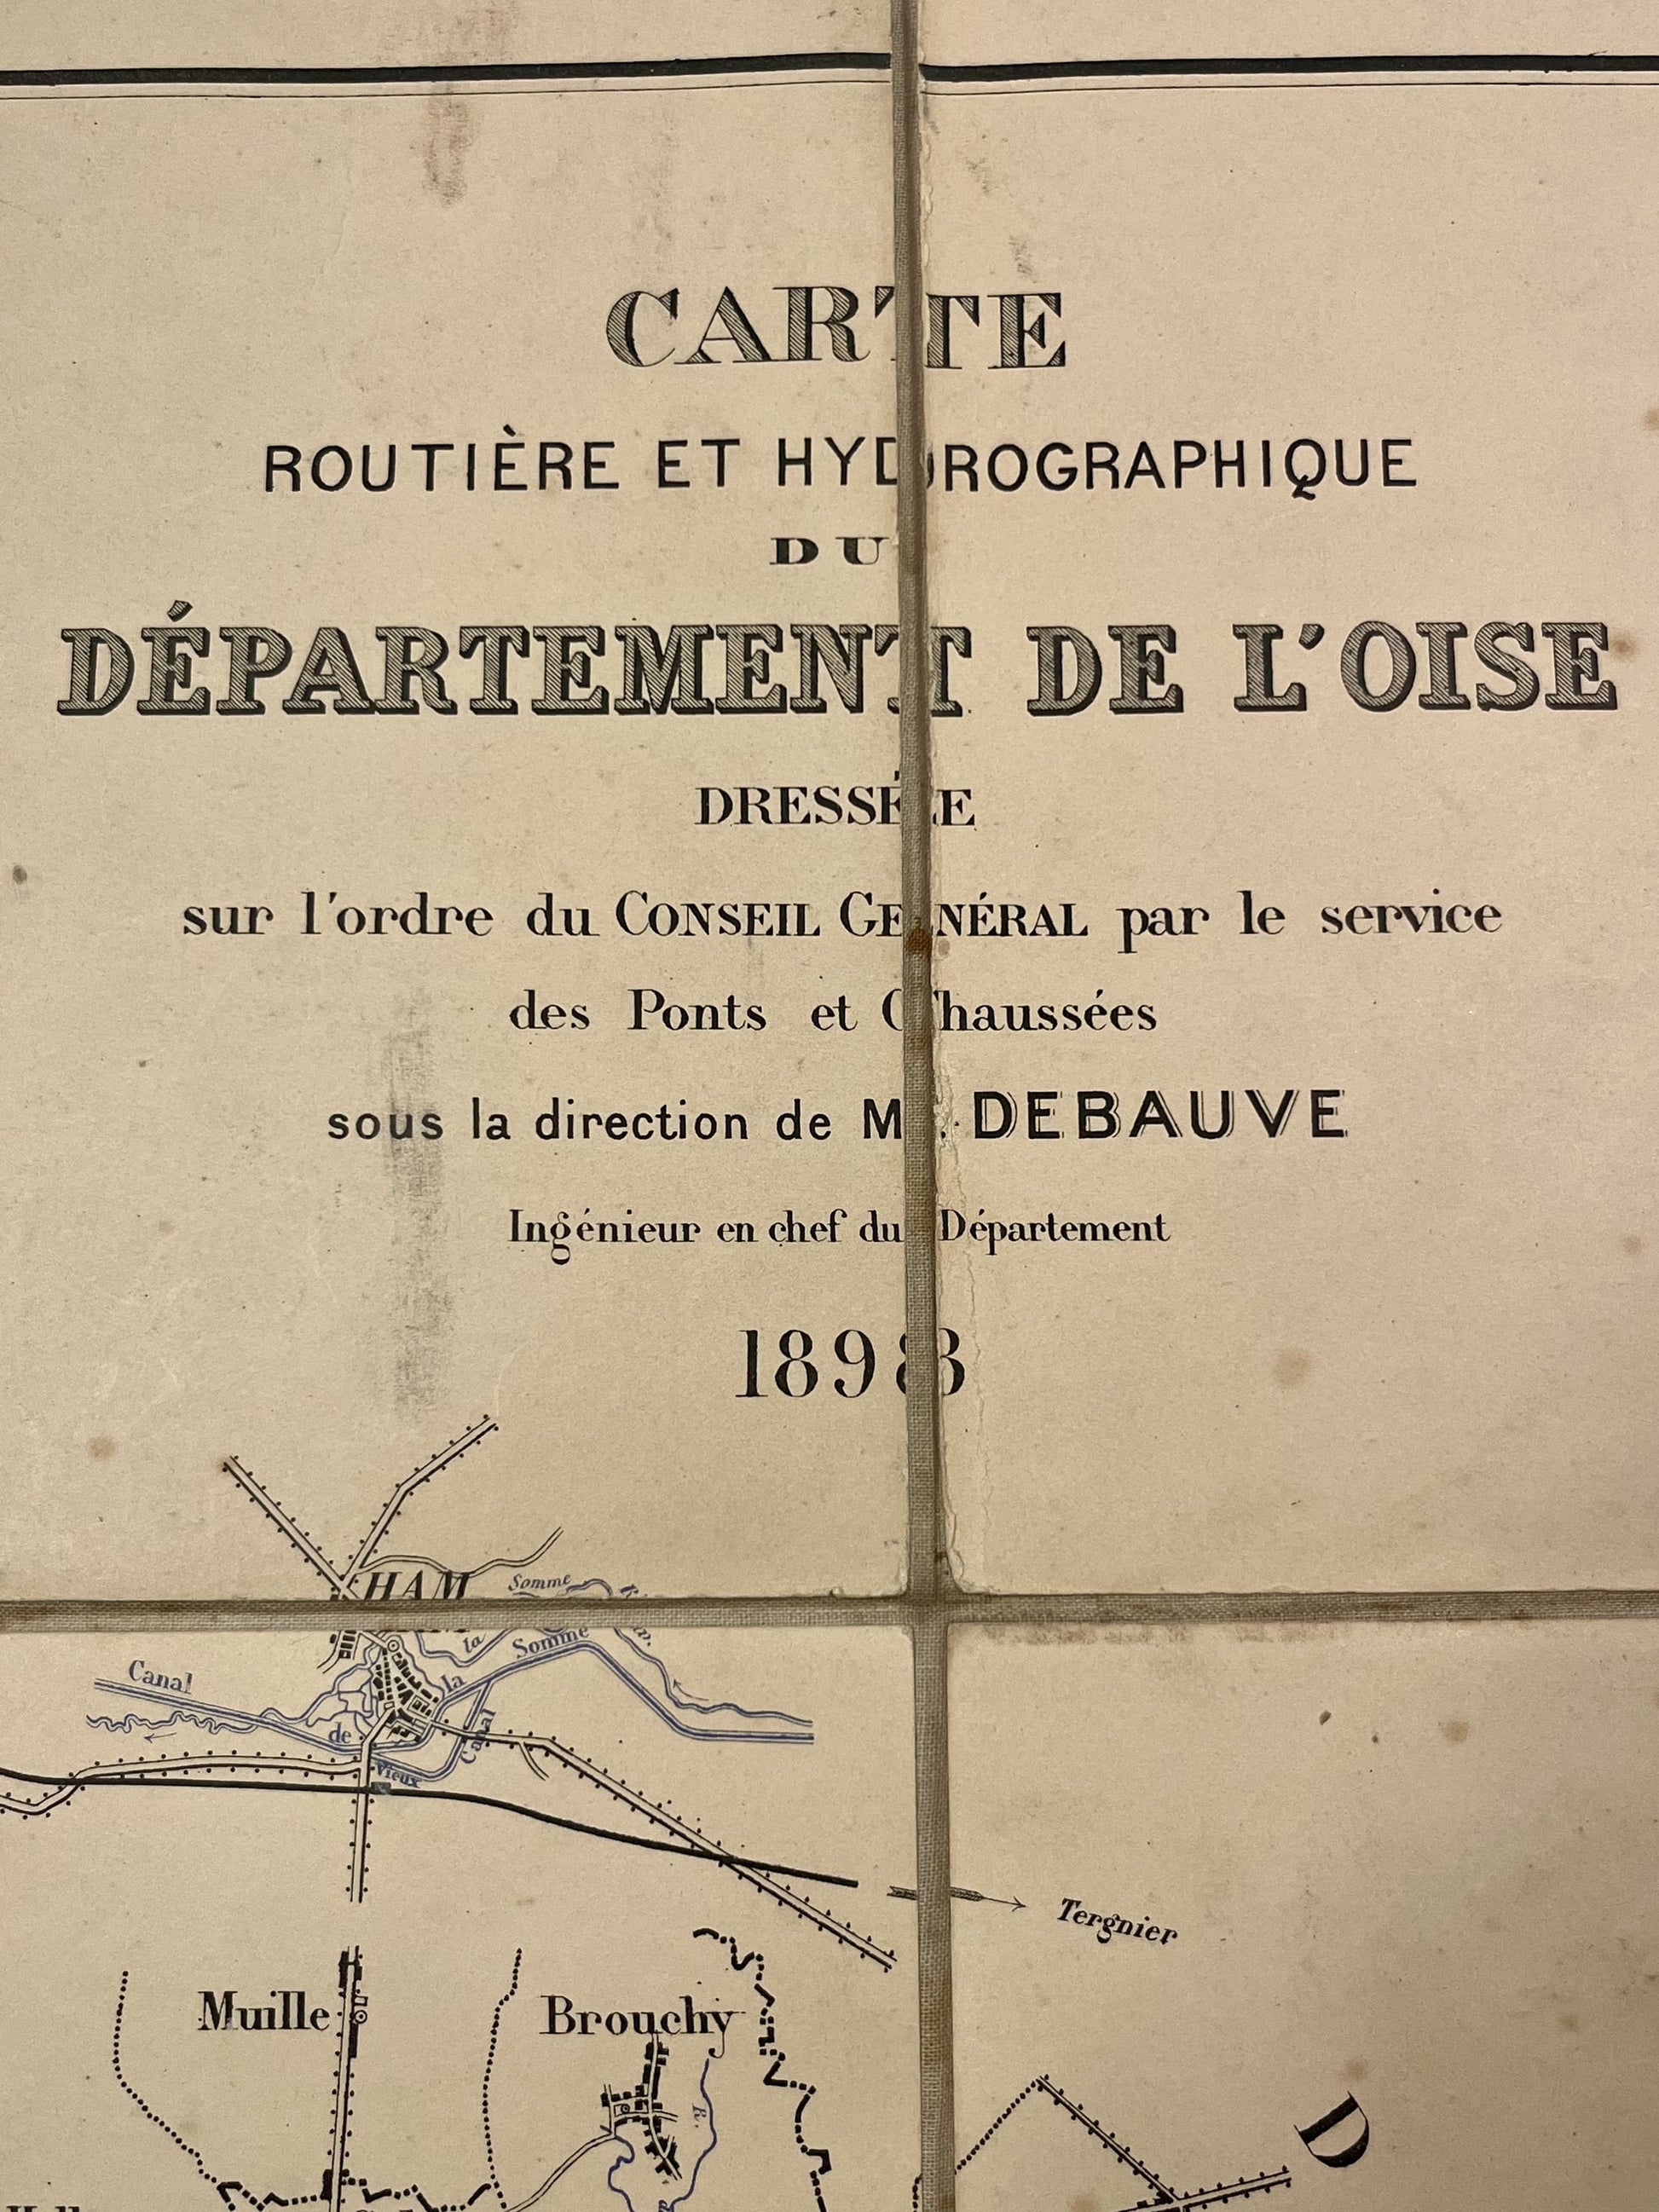 CARTE
ROUTIÈRE ET HYDROGRAPHIQUE
DU
DÉPARTEMENT DE L'OISE
DRESSÉE
sur l'ordre du CONSEIL GENÉRAL par le service
des Ponts et Chaussées
sous la direction de M. DEBAUVE
Ingénieur en chef du Département
1898
HAM
Somme
la
Somme
Canal
la
de
Canal
Vieux
Tergnier
Muille
Brouchy
R.
D